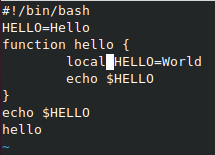 #!/bin/bash
HELLO=Hello
function hello {
        local HELLO=World
        echo $HELLO
}
echo $HELLO
hello
~